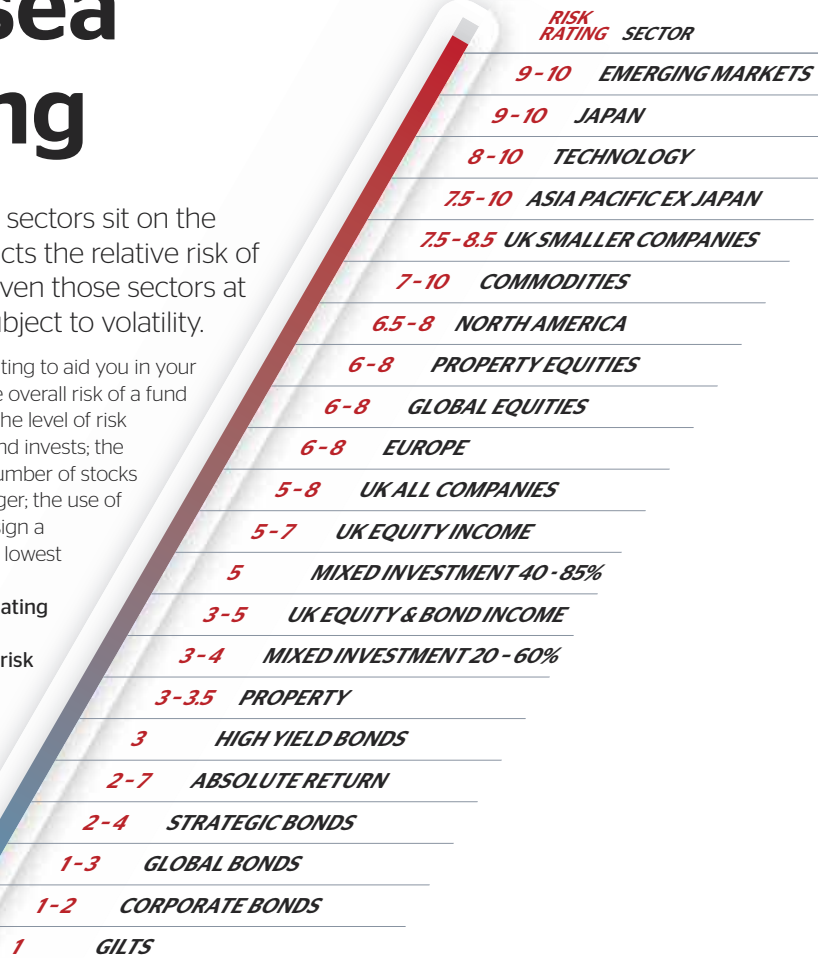 sea
ng
sectors sit on the
cts the relative risk of
ven those sectors at
bject to volatility.
ting to aid you in your
e overall risk of a fund
he level of risk
nd invests; the
umber of stocks
ger; the use of
sign a
lowest
ating
risk
RISK
RATING SECTOR
9-10 EMERGING MARKETS
9-10 JAPAN
8-10 TECHNOLOGY
7.5-10 ASIA PACIFIC EX JAPAN
7.5-8.5 UK SMALLER COMPANIES
7-10 COMMODITIES
6.5-8 NORTH AMERICA
6-8 PROPERTY EQUITIES
6-8 GLOBAL EQUITIES
6-8 EUROPE
5-8 UK ALL COMPANIES
5-7 UK EQUITY INCOME
5 MIXED INVESTMENT 40-85%
3-5 UK EQUITY & BOND INCOME
3-4 MIXED INVESTMENT 20-60%
3-3.5 PROPERTY
3 HIGH YIELD BONDS
2-7 ABSOLUTE RETURN
2-4 STRATEGIC BONDS
1-3 GLOBAL BONDS
1-2 CORPORATE BONDS
1 GILTS